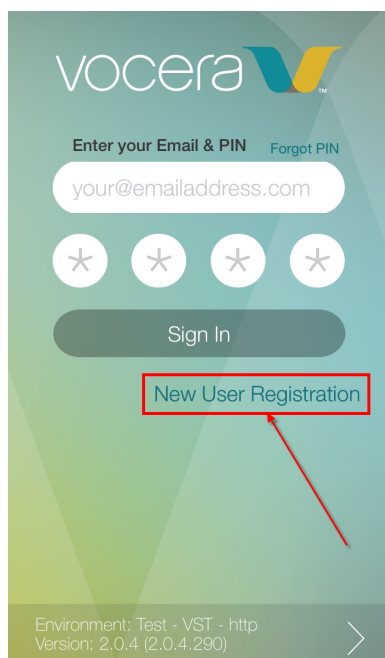 vocera
TM
Enter your Email & PIN Forgot PIN
your@emailaddress.com
* * * *
Sign In
New User Registration
Environment: Test - VST - http
Version: 2.0.4 (2.0.4.290)